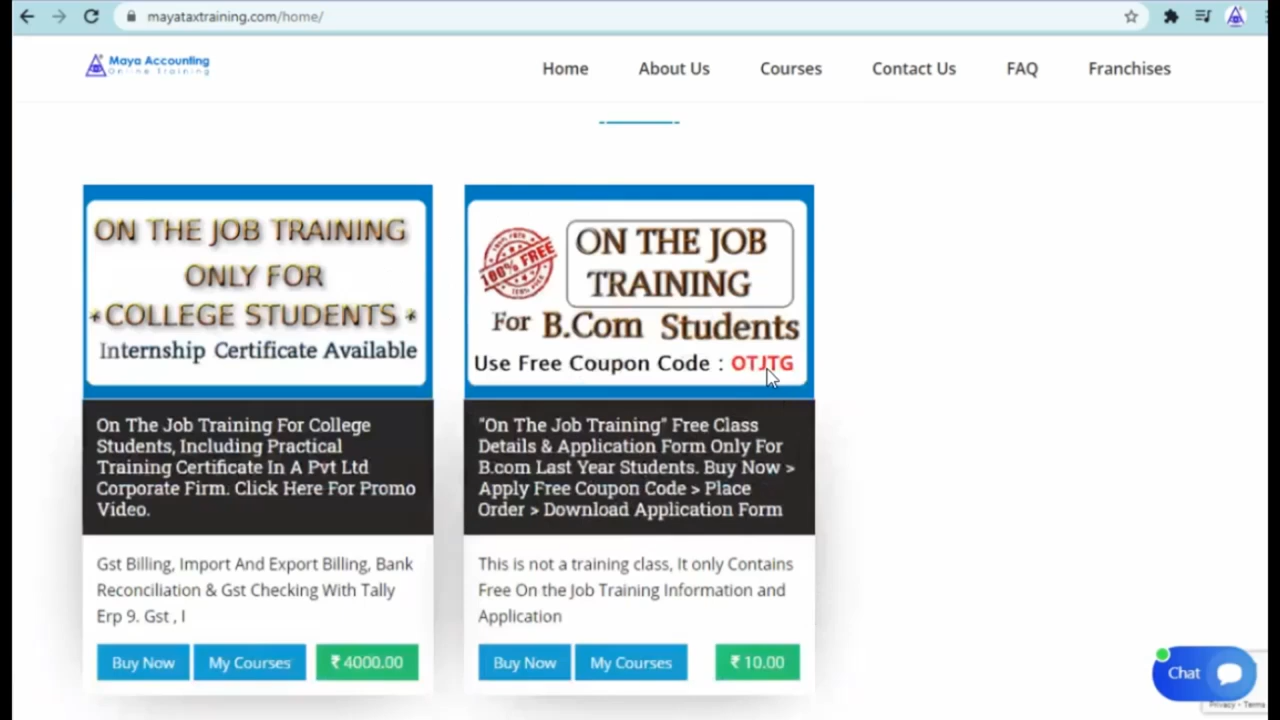 mayataxtraining.com/home/
Maya Accounting
Online Training
Home About Us Courses Contact Us FAQ Franchises
ON THE JOB TRAINING
ONLY FOR
*COLLEGE STUDENTS*
Internship Certificate Available
On The Job Training For College
Students, Including Practical
Training Certificate In A Pvt Ltd
Corporate Firm. Click Here For Promo
Video.
Gst Billing, Import And Export Billing, Bank
Reconciliation & Gst Checking With Tally
Erp 9. Gst , I
Buy Now My Courses ₹ 4000.00
100% FREE
ON THE JOB
TRAINING
For B.Com Students
Use Free Coupon Code : OTJTG
"On The Job Training" Free Class
Details & Application Form Only For
B.com Last Year Students. Buy Now >
Apply Free Coupon Code > Place
Order > Download Application Form
This is not a training class, It only Contains
Free On the Job Training Information and
Application
Buy Now My Courses ₹ 10.00
Chat
Privacy - Terms